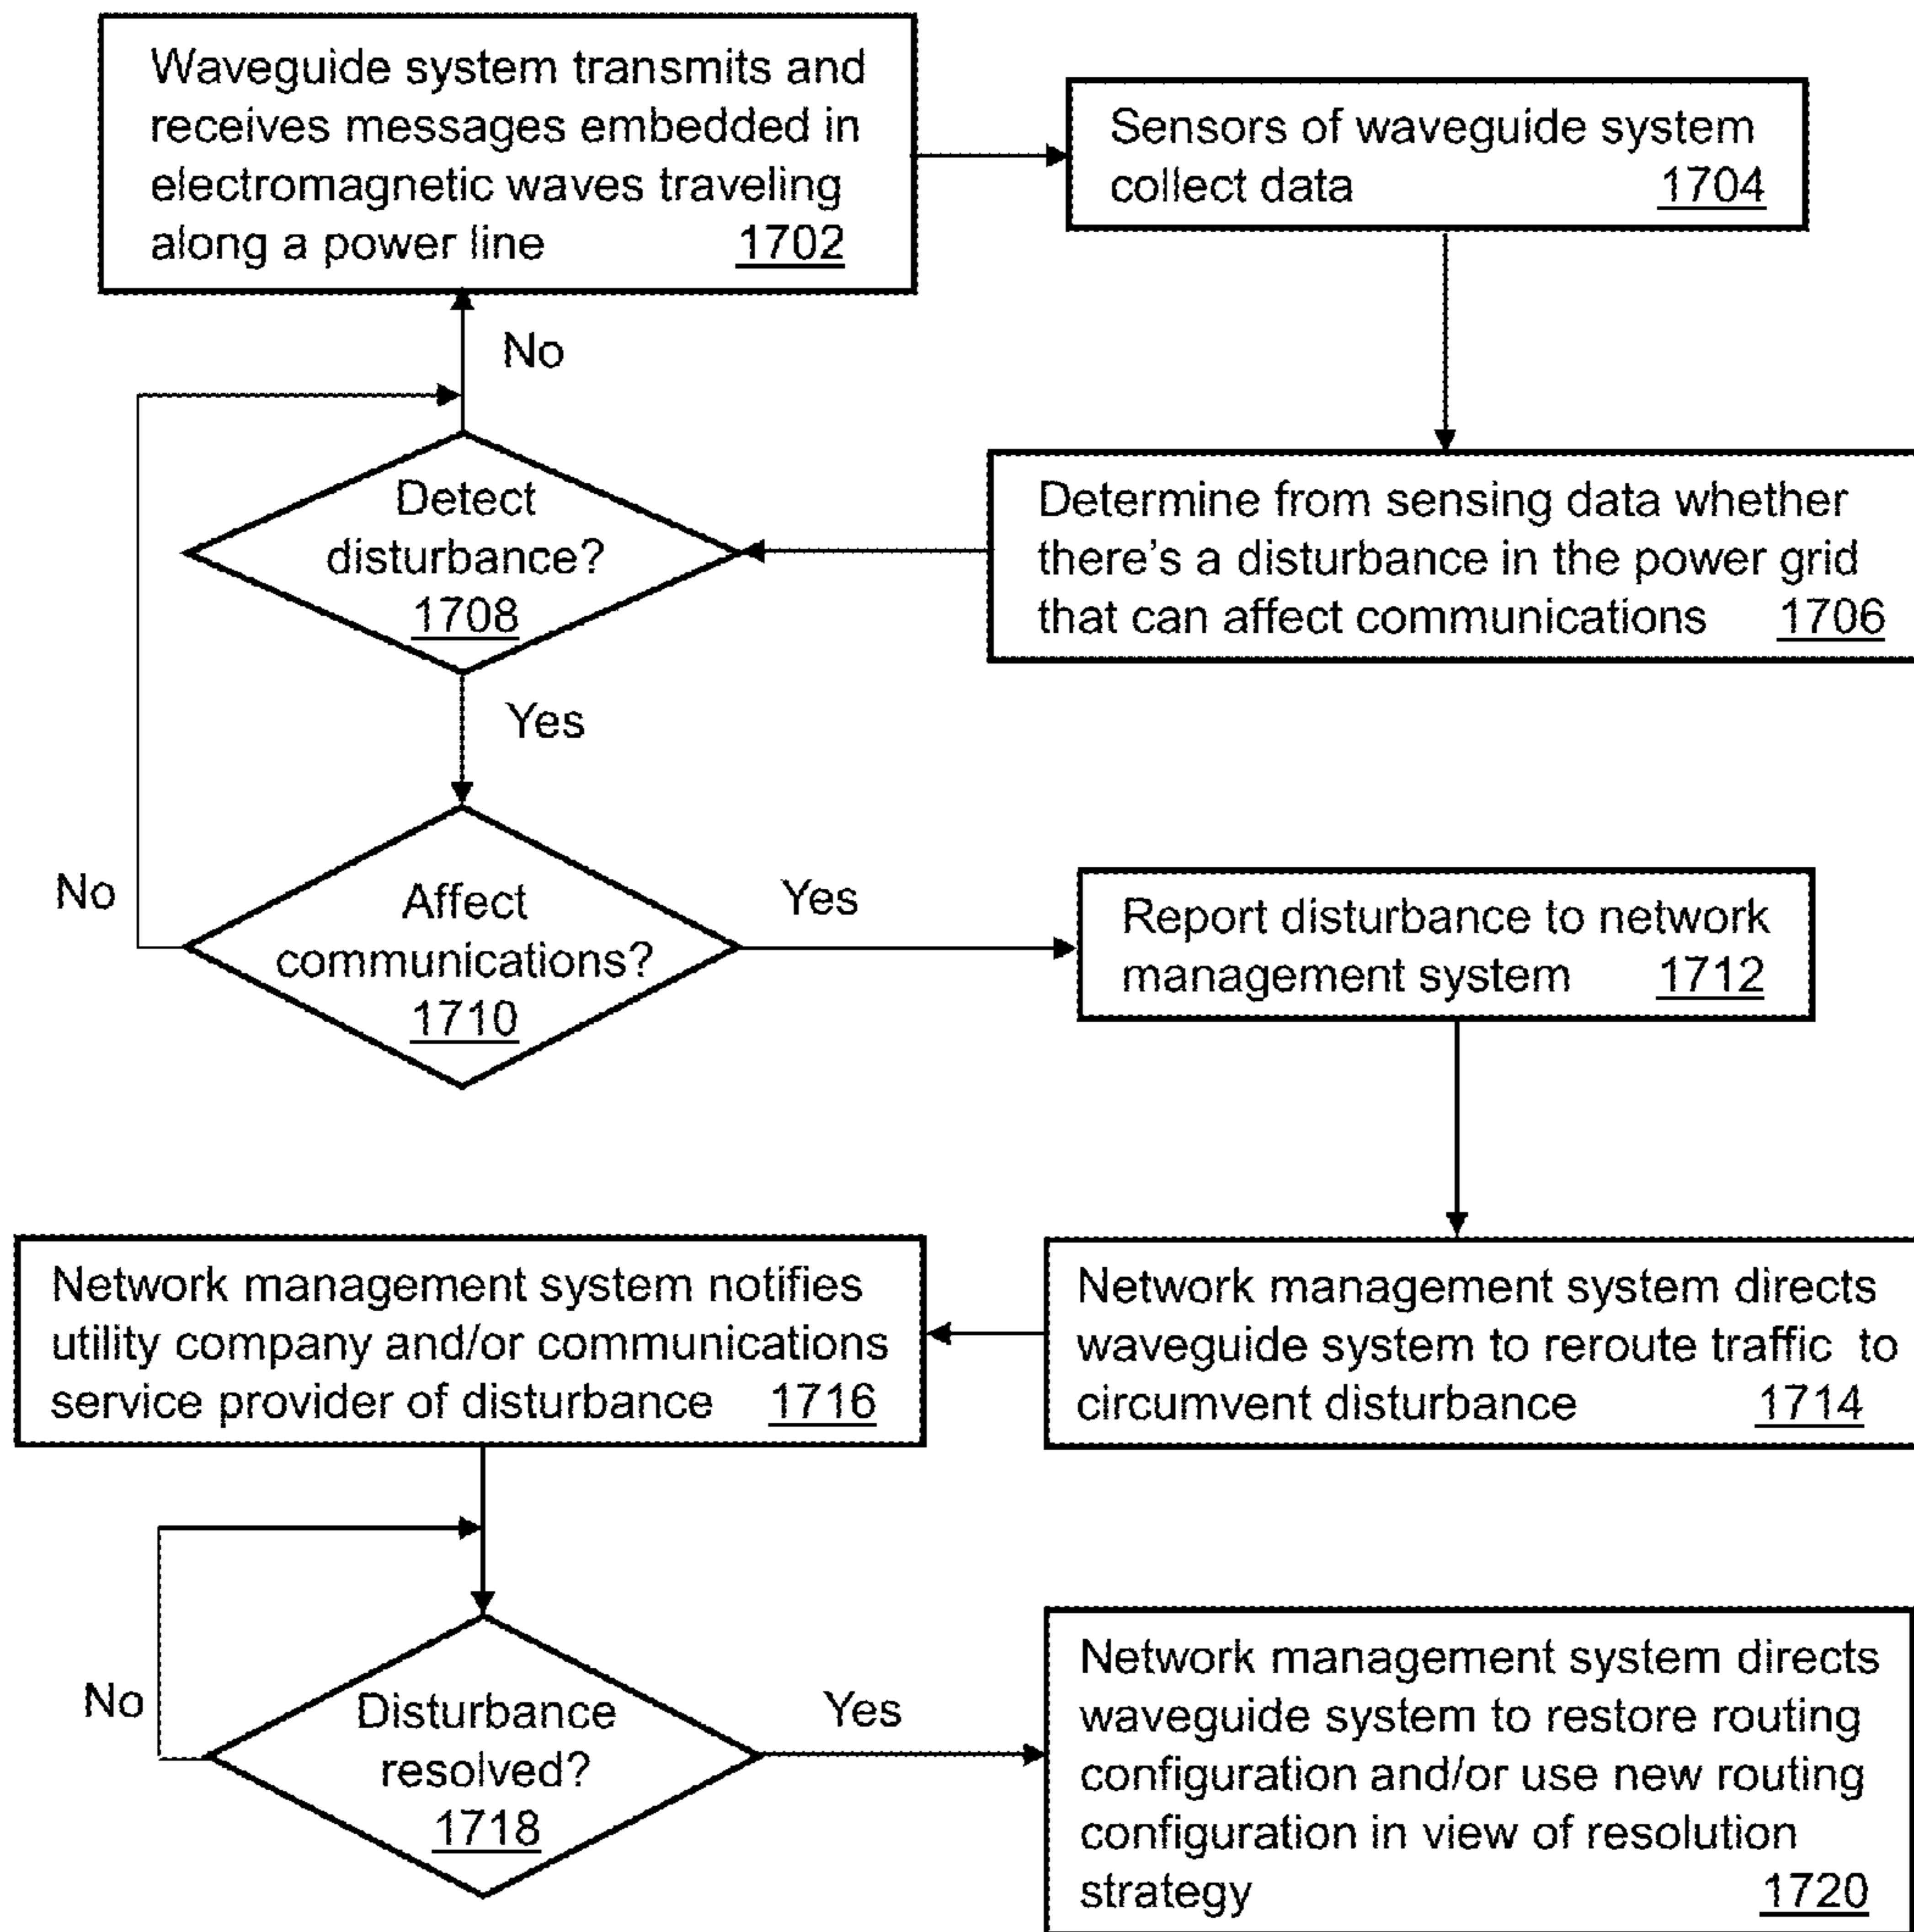 Waveguide system transmits and
receives messages embedded in
electromagnetic waves traveling
along a power line 1702
Sensors of waveguide system
collect data 1704
Determine from sensing data whether
there's a disturbance in the power grid
that can affect communications 1706
No
Detect
disturbance?
1708
Yes
No
Affect
communications?
1710
Yes
Report disturbance to network
management system 1712
Network management system directs
waveguide system to reroute traffic to
circumvent disturbance 1714
Network management system notifies
utility company and/or communications
service provider of disturbance 1716
No
Disturbance
resolved?
1718
Yes
Network management system directs
waveguide system to restore routing
configuration and/or use new routing
configuration in view of resolution
strategy 1720